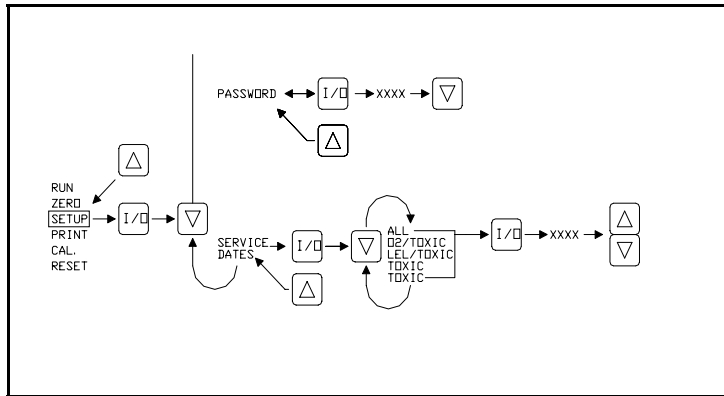 PASSWORD I/O XXXX
RUN
ZERO
SETUP I/O
PRINT
CAL.
RESET
SERVICE DATES I/O
ALL
O2/TOXIC
LEL/TOXIC
TOXIC
TOXIC
I/O XXXX